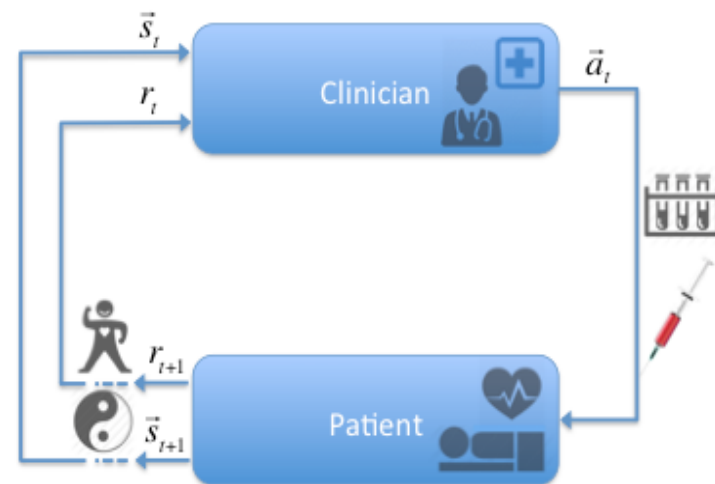 s⃗ₜ
Clinician
a⃗ₜ
rₜ
rₜ₊₁
Patient
s⃗ₜ₊₁